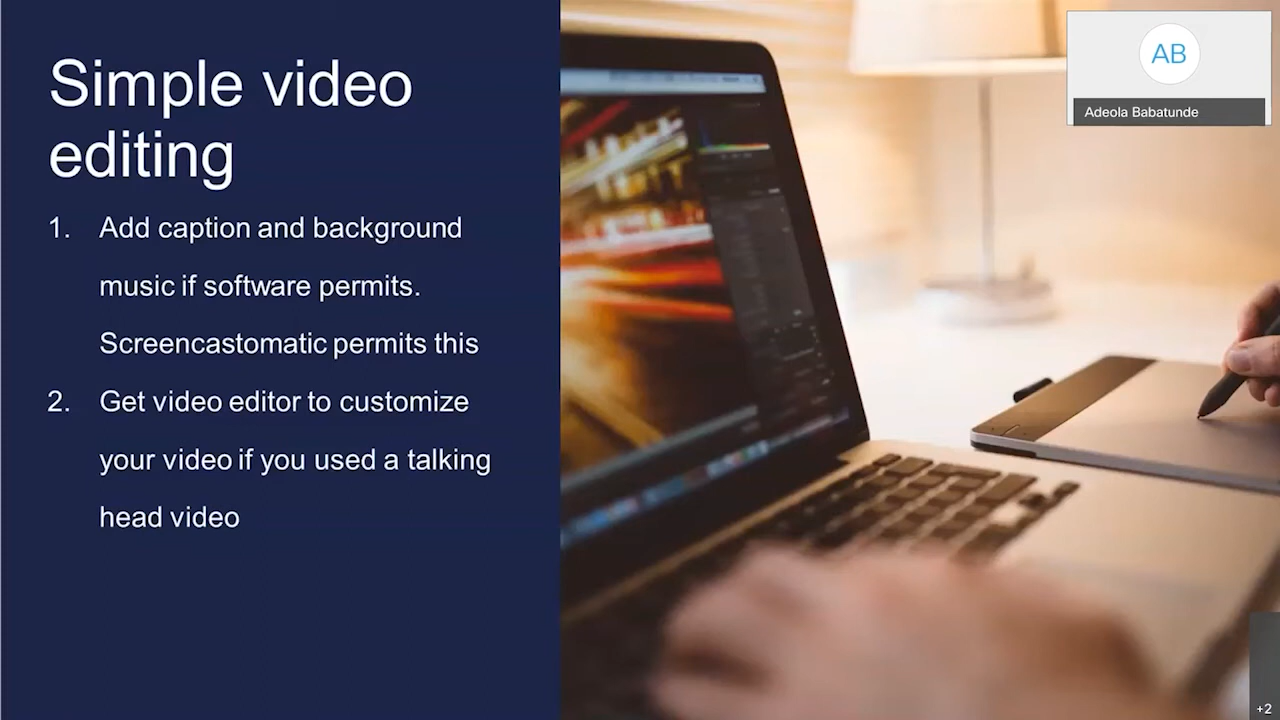 Simple video
editing
1. Add caption and background
music if software permits.
Screencastomatic permits this
2. Get video editor to customize
your video if you used a talking
head video
AB
Adeola Babatunde
+2